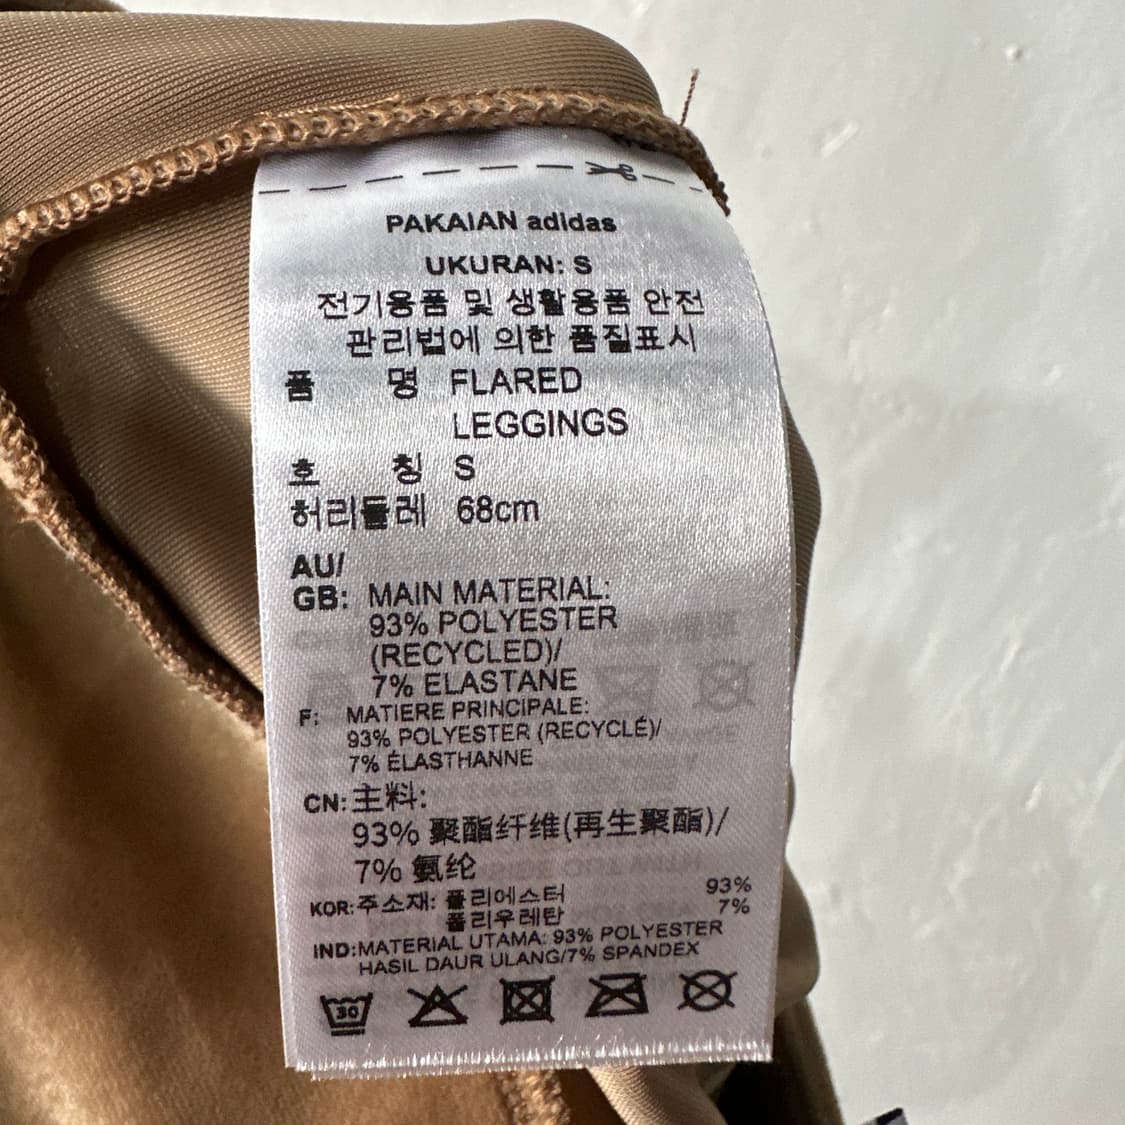 PAKAIAN adidas
UKURAN: S
전기용품 및 생활용품 안전
관리법에 의한 품질표시
품 명 FLARED
LEGGINGS
호 칭 S
허리둘레 68cm
AU/
GB: MAIN MATERIAL:
93% POLYESTER
(RECYCLED)/
7% ELASTANE
F: MATIERE PRINCIPALE:
93% POLYESTER (RECYCLÉ)/
7% ÉLASTHANNE
CN: 主料:
93% 聚酯纤维(再生聚酯)/
7% 氨纶
KOR: 주소재: 폴리에스터 93%
폴리우레탄 7%
IND: MATERIAL UTAMA: 93% POLYESTER
HASIL DAUR ULANG/7% SPANDEX
30